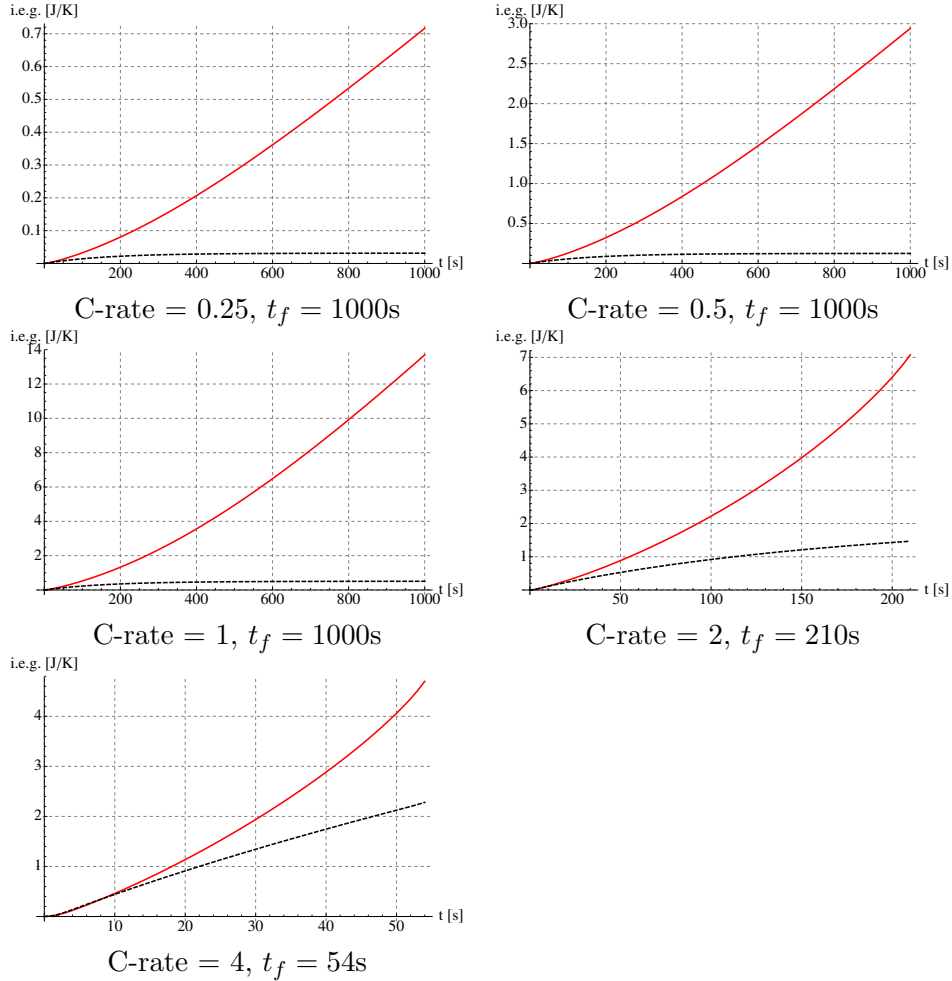 i.e.g. [J/K]
0.7
0.6
0.5
0.4
0.3
0.2
0.1
200 400 600 800 1000
t [s]
C-rate = 0.25, t_f = 1000s
i.e.g. [J/K]
3.0
2.5
2.0
1.5
1.0
0.5
200 400 600 800 1000
t [s]
C-rate = 0.5, t_f = 1000s
i.e.g. [J/K]
14
12
10
8
6
4
2
200 400 600 800 1000
t [s]
C-rate = 1, t_f = 1000s
i.e.g. [J/K]
7
6
5
4
3
2
1
50 100 150 200
t [s]
C-rate = 2, t_f = 210s
i.e.g. [J/K]
4
3
2
1
10 20 30 40 50
t [s]
C-rate = 4, t_f = 54s